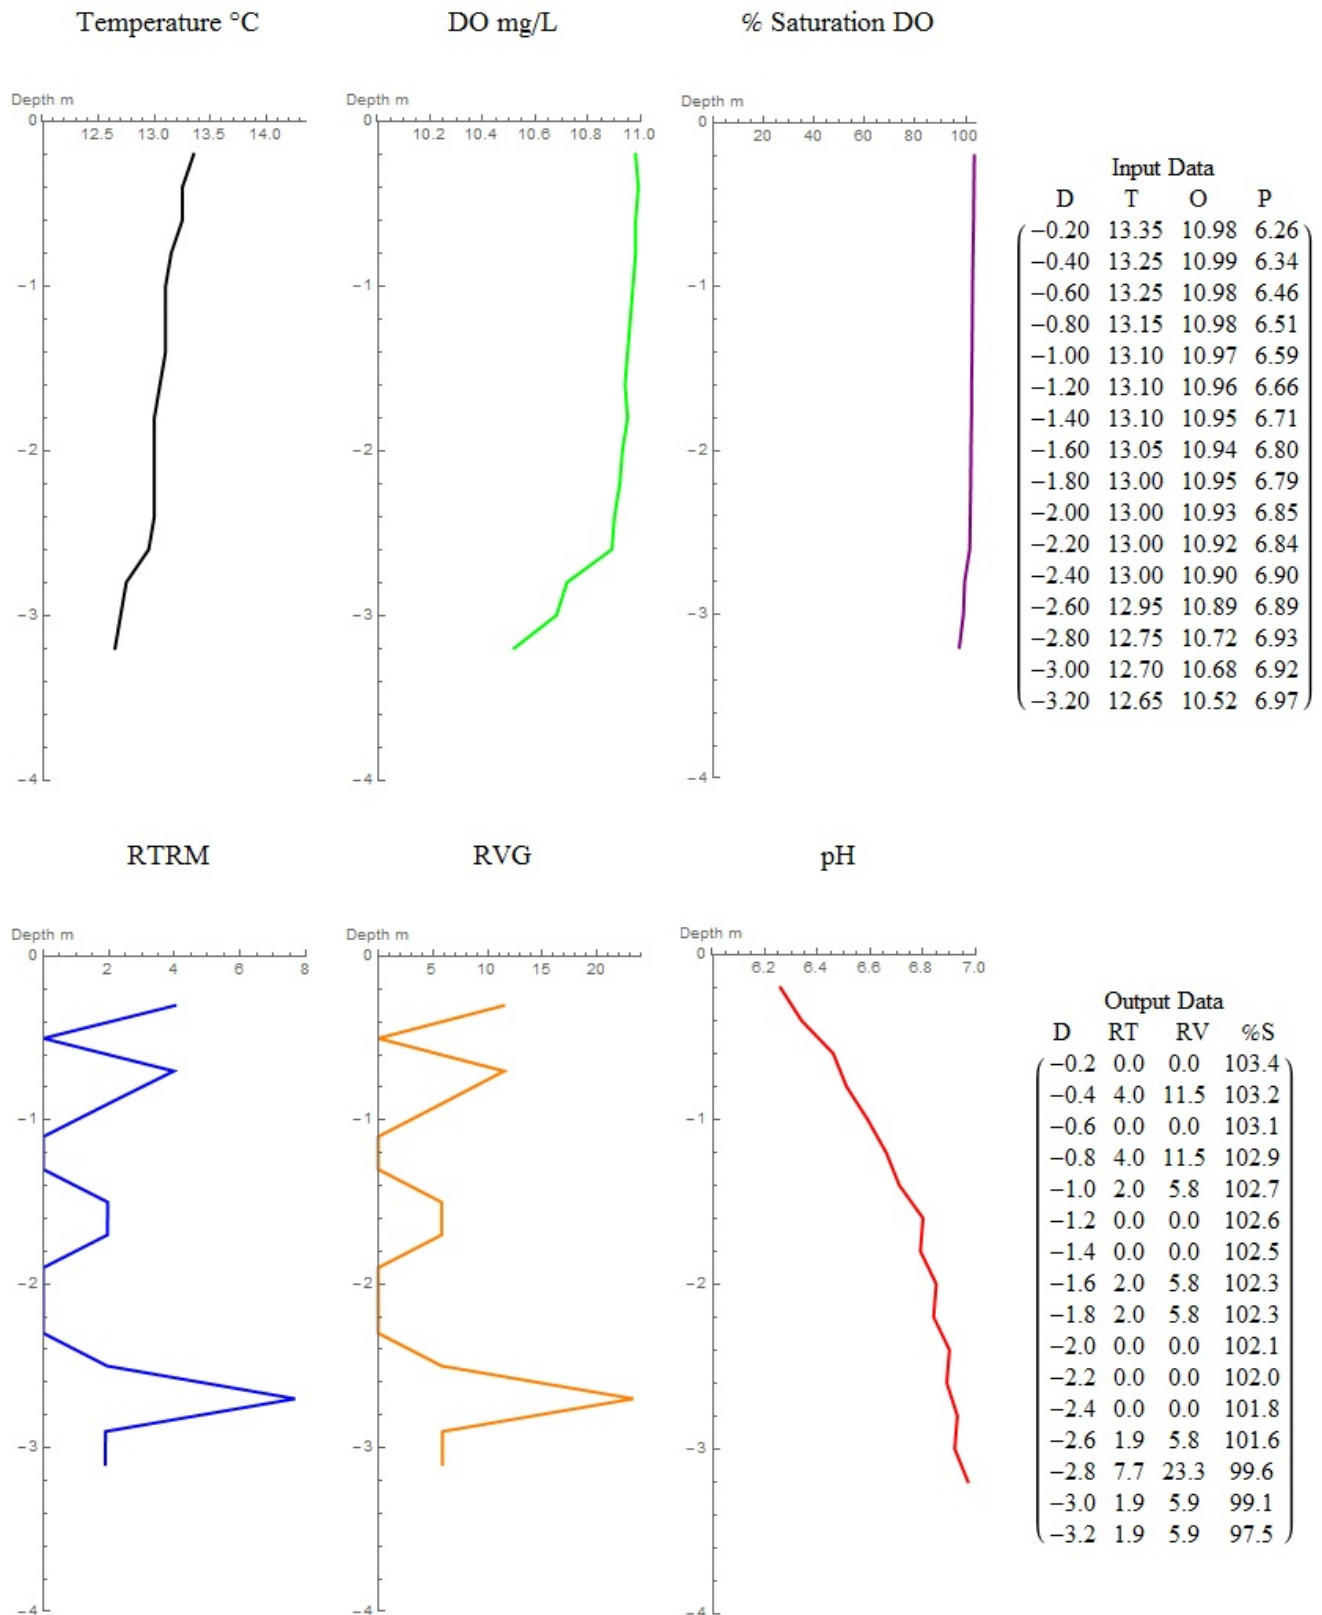 Temperature °C DO mg/L % Saturation DO
Depth m Depth m Depth m
0 12.5 13.0 13.5 14.0 0 10.2 10.4 10.6 10.8 11.0 0 20 40 60 80 100
Input Data
D T O P
−0.20 13.35 10.98 6.26
−0.40 13.25 10.99 6.34
−0.60 13.25 10.98 6.46
−0.80 13.15 10.98 6.51
−1 −1 −1
−1.00 13.10 10.97 6.59
−1.20 13.10 10.96 6.66
−1.40 13.10 10.95 6.71
−1.60 13.05 10.94 6.80
−2 −2 −2
−1.80 13.00 10.95 6.79
−2.00 13.00 10.93 6.85
−2.20 13.00 10.92 6.84
−2.40 13.00 10.90 6.90
−2.60 12.95 10.89 6.89
−3 −3 −3
−2.80 12.75 10.72 6.93
−3.00 12.70 10.68 6.92
−3.20 12.65 10.52 6.97
−4 −4 −4
RTRM RVG pH
Depth m Depth m Depth m
0 2 4 6 8 0 5 10 15 20 0 6.2 6.4 6.6 6.8 7.0
Output Data
D RT RV %S
−0.2 0.0 0.0 103.4
−0.4 4.0 11.5 103.2
−1 −1 −1
−0.6 0.0 0.0 103.1
−0.8 4.0 11.5 102.9
−1.0 2.0 5.8 102.7
−1.2 0.0 0.0 102.6
−1.4 0.0 0.0 102.5
−2 −2 −2
−1.6 2.0 5.8 102.3
−1.8 2.0 5.8 102.3
−2.0 0.0 0.0 102.1
−2.2 0.0 0.0 102.0
−2.4 0.0 0.0 101.8
−3 −3 −3
−2.6 1.9 5.8 101.6
−2.8 7.7 23.3 99.6
−3.0 1.9 5.9 99.1
−3.2 1.9 5.9 97.5
−4 −4 −4